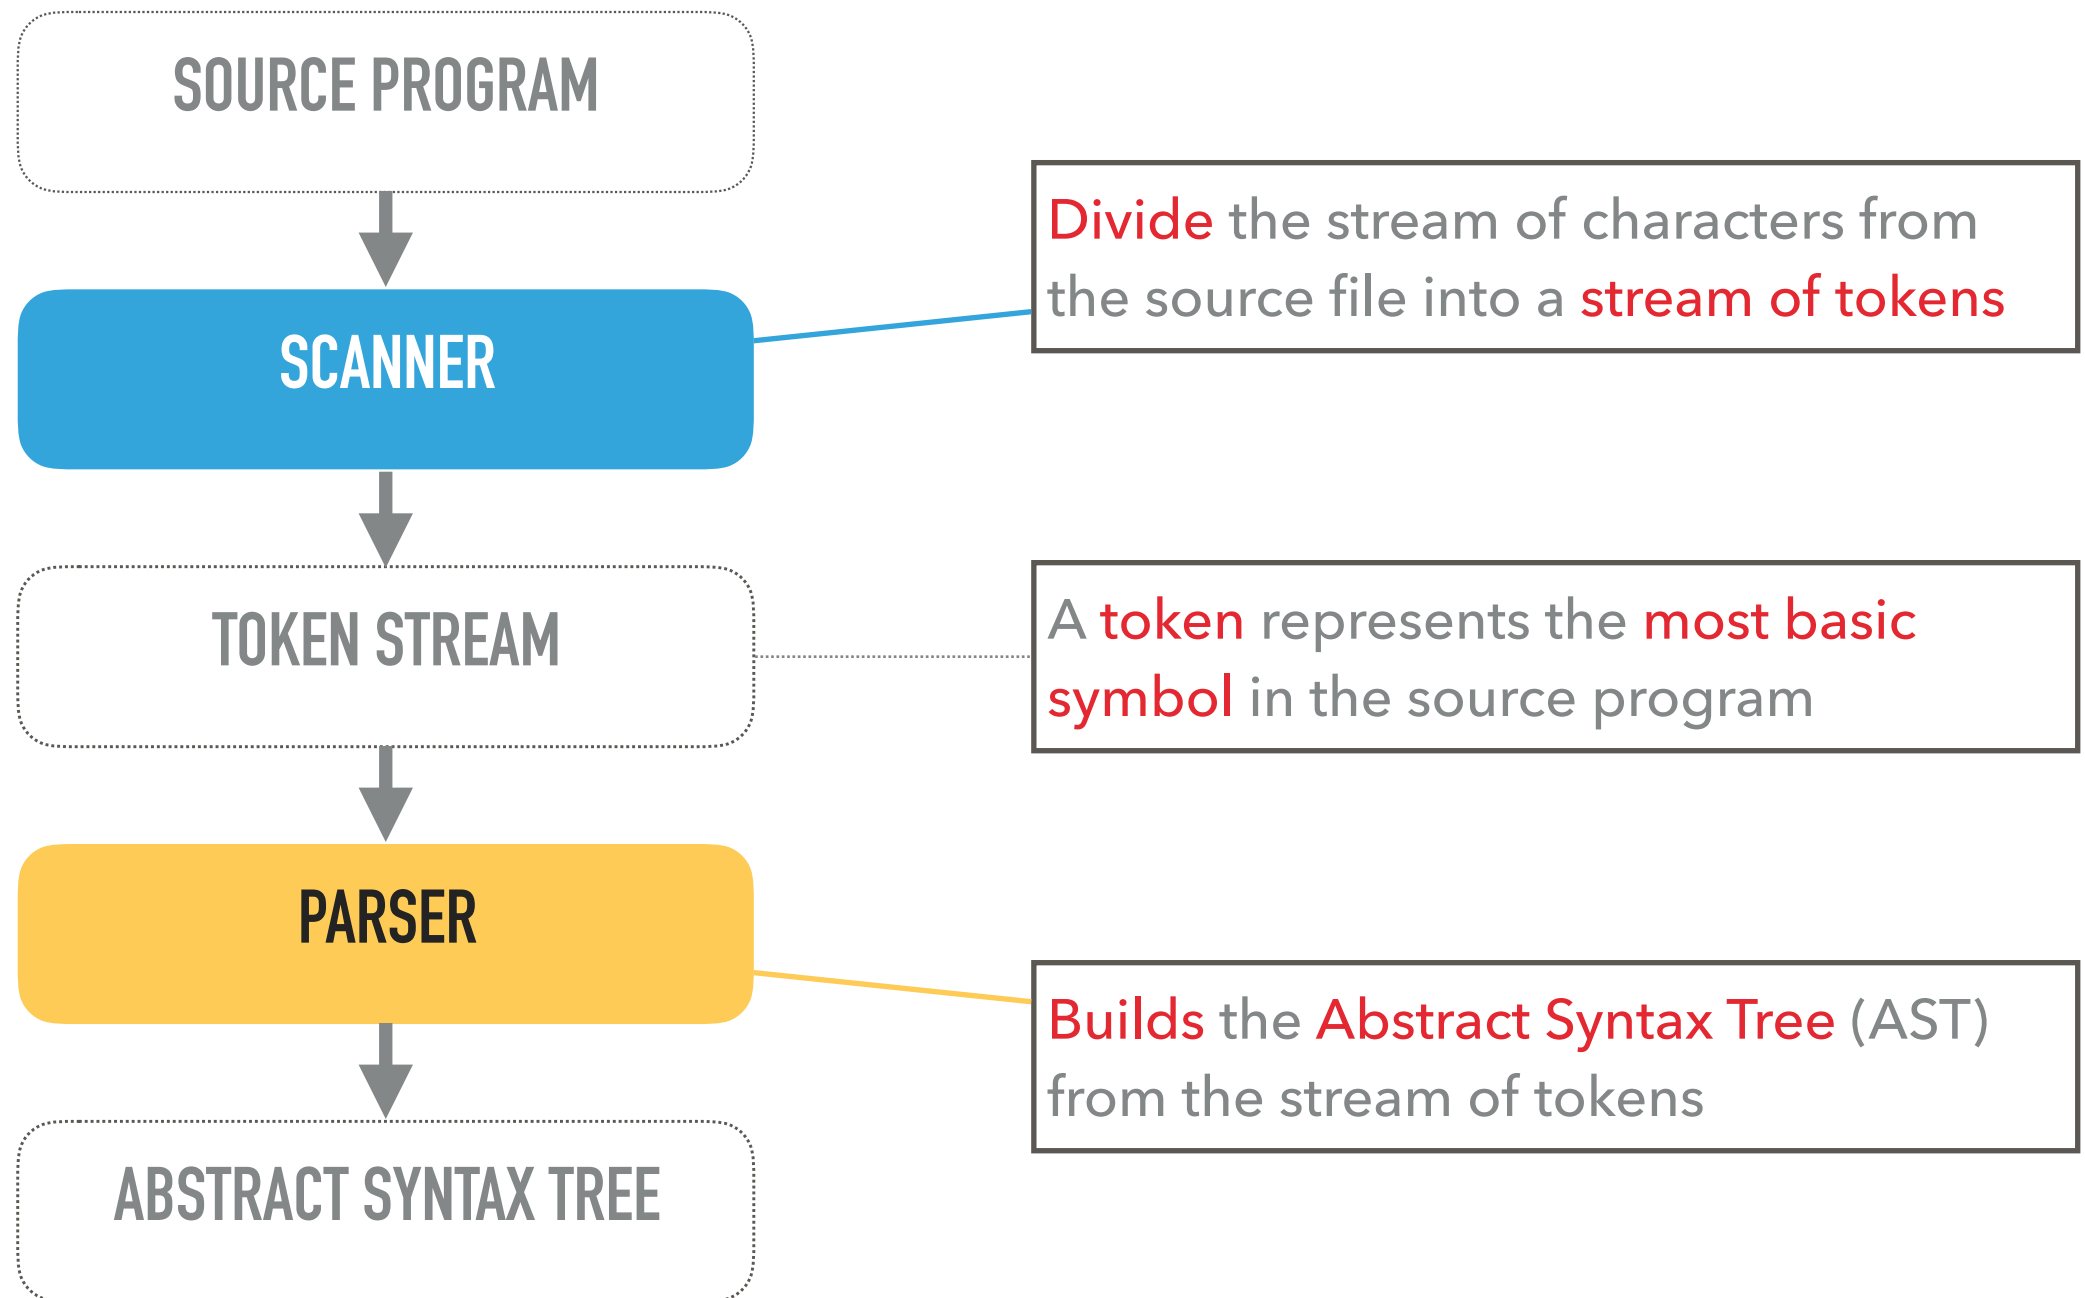 SOURCE PROGRAM
Divide the stream of characters from
the source file into a stream of tokens
SCANNER
A token represents the most basic
symbol in the source program
TOKEN STREAM
PARSER
Builds the Abstract Syntax Tree (AST)
from the stream of tokens
ABSTRACT SYNTAX TREE